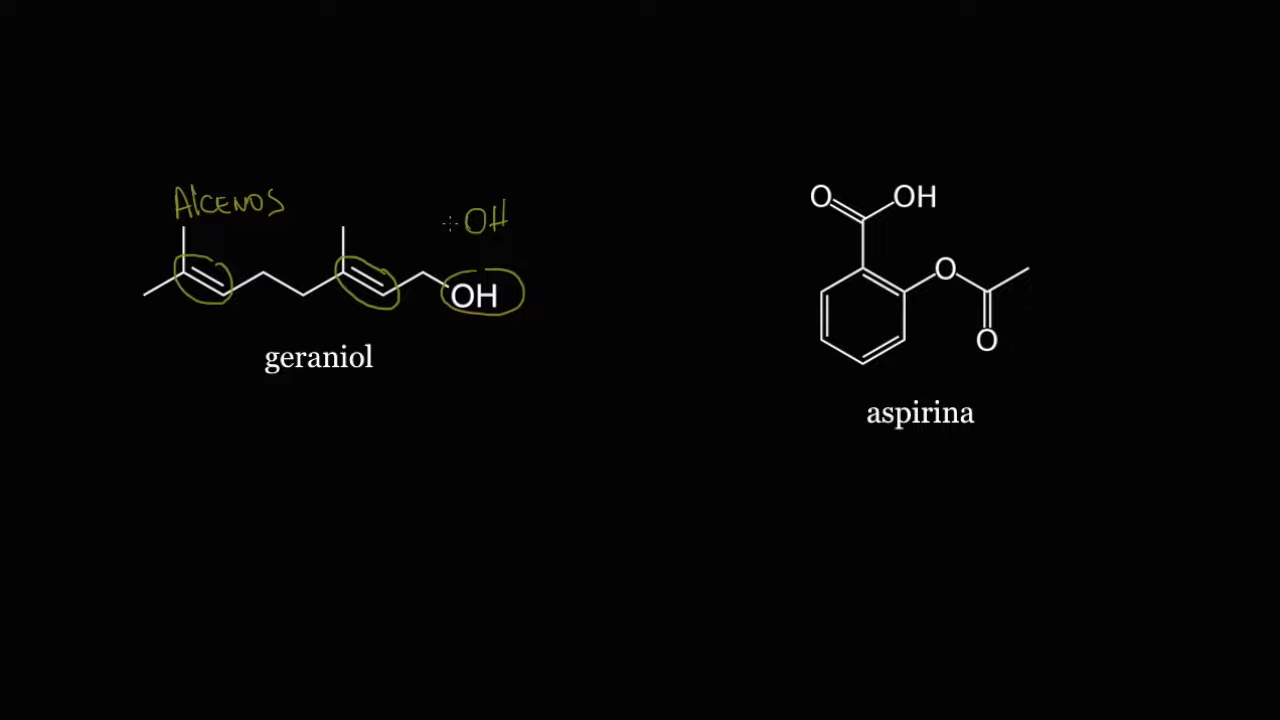 Alcenos
OH
OH
geraniol
O OH
O
O
aspirina